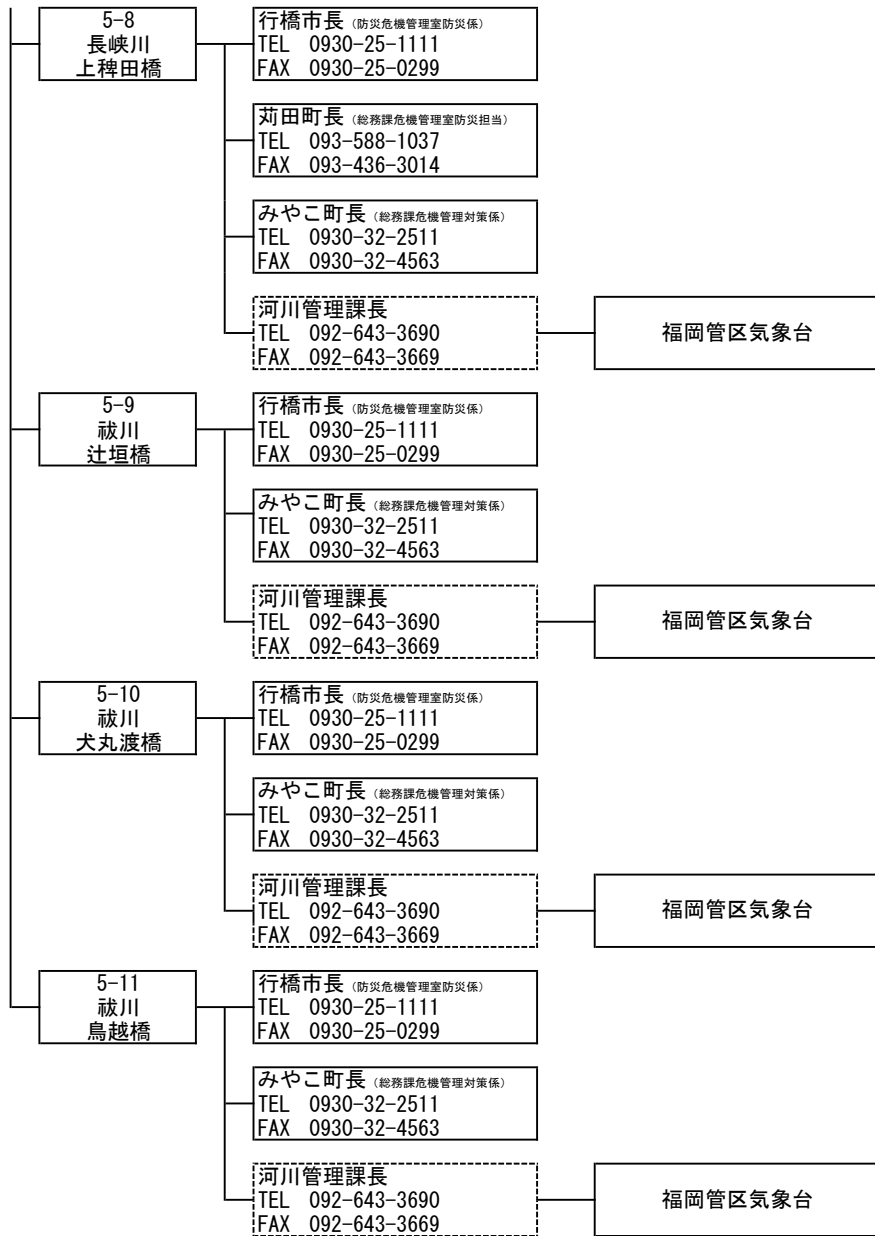 5-8
長峡川
上稗田橋
行橋市長（防災危機管理室防災係）
TEL 0930-25-1111
FAX 0930-25-0299
苅田町長（総務課危機管理室防災担当）
TEL 093-588-1037
FAX 093-436-3014
みやこ町長（総務課危機管理対策係）
TEL 0930-32-2511
FAX 0930-32-4563
河川管理課長
TEL 092-643-3690
FAX 092-643-3669
福岡管区気象台
5-9
祓川
辻垣橋
行橋市長（防災危機管理室防災係）
TEL 0930-25-1111
FAX 0930-25-0299
みやこ町長（総務課危機管理対策係）
TEL 0930-32-2511
FAX 0930-32-4563
河川管理課長
TEL 092-643-3690
FAX 092-643-3669
福岡管区気象台
5-10
祓川
犬丸渡橋
行橋市長（防災危機管理室防災係）
TEL 0930-25-1111
FAX 0930-25-0299
みやこ町長（総務課危機管理対策係）
TEL 0930-32-2511
FAX 0930-32-4563
河川管理課長
TEL 092-643-3690
FAX 092-643-3669
福岡管区気象台
5-11
祓川
鳥越橋
行橋市長（防災危機管理室防災係）
TEL 0930-25-1111
FAX 0930-25-0299
みやこ町長（総務課危機管理対策係）
TEL 0930-32-2511
FAX 0930-32-4563
河川管理課長
TEL 092-643-3690
FAX 092-643-3669
福岡管区気象台